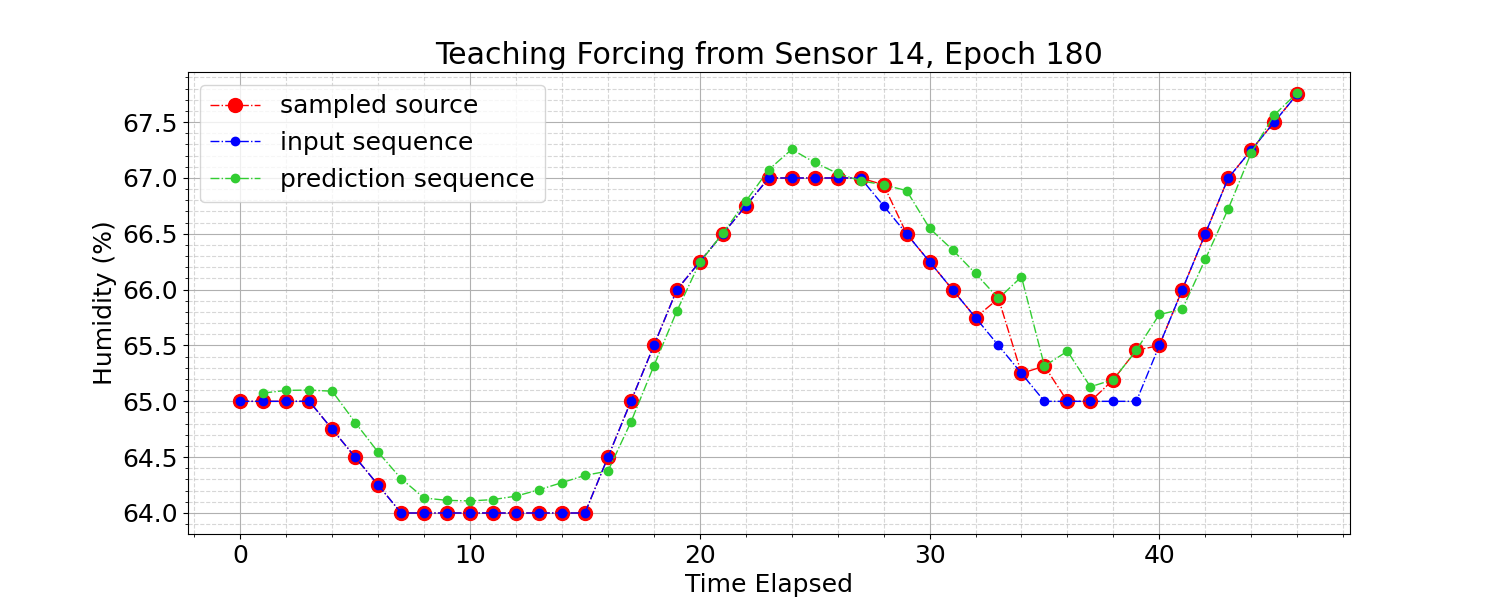 Teaching Forcing from Sensor 14, Epoch 180
sampled source
input sequence
prediction sequence
Humidity (%)
67.5
67.0
66.5
66.0
65.5
65.0
64.5
64.0
0 10 20 30 40
Time Elapsed